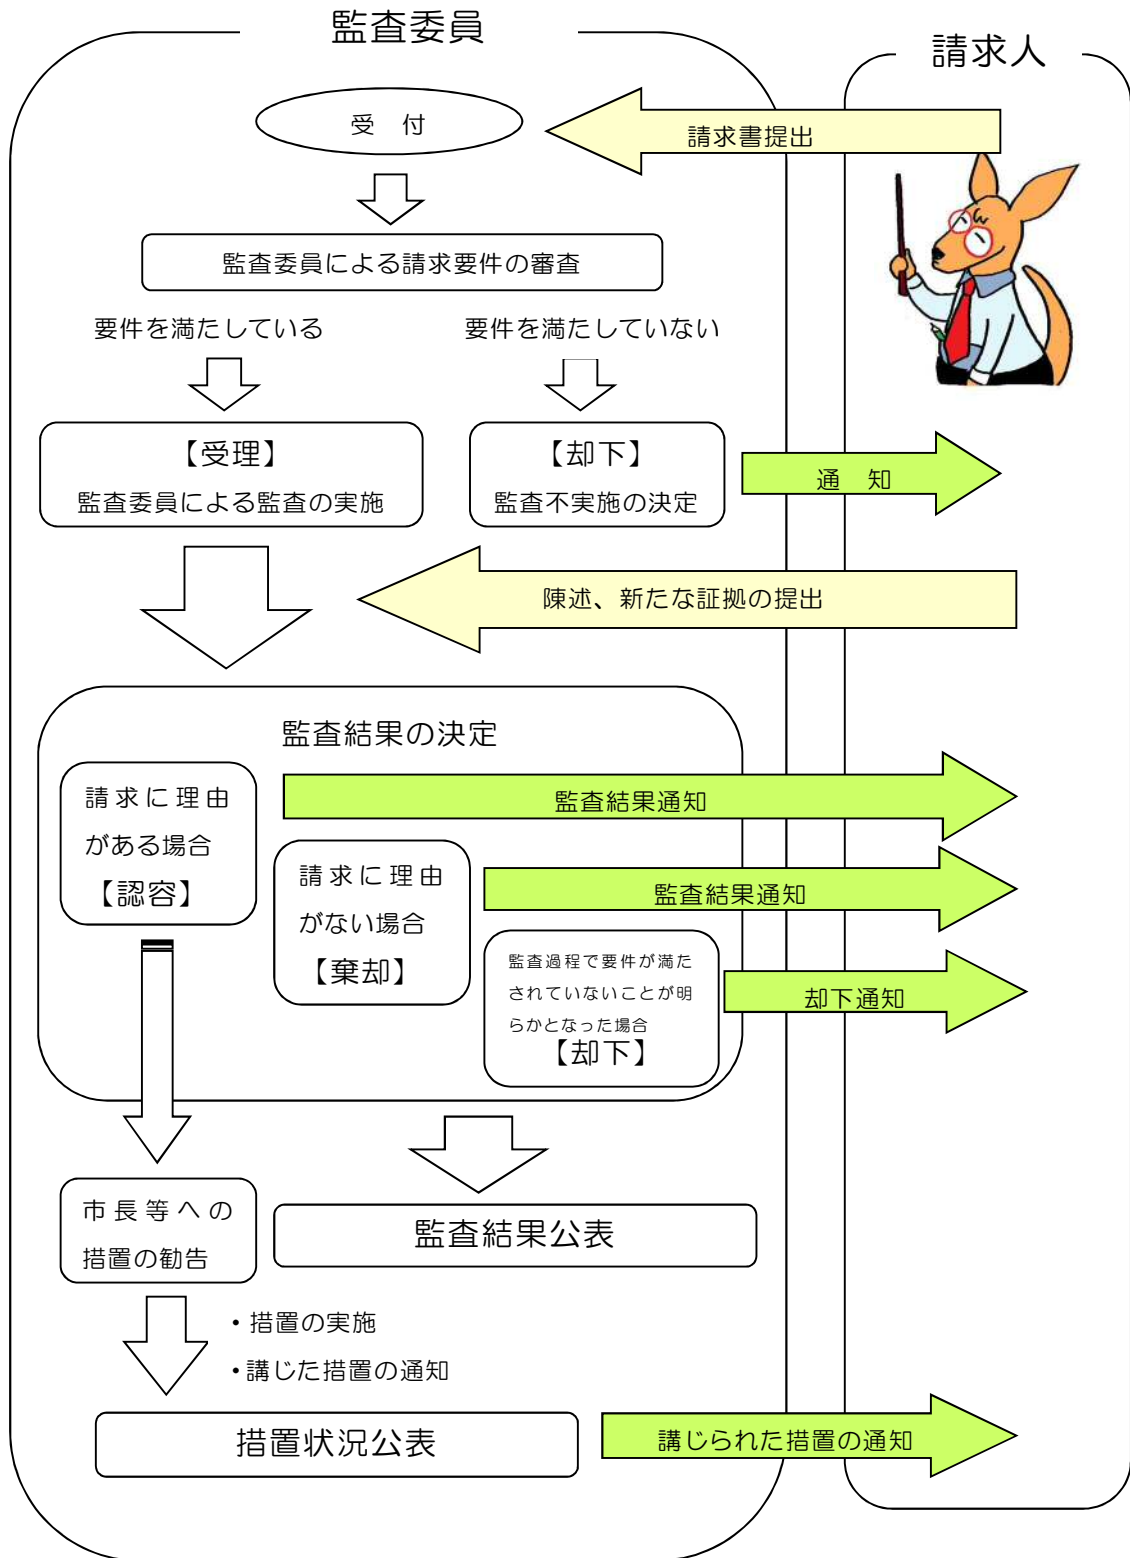 監査委員
請求人
受　付
請求書提出
監査委員による請求要件の審査
要件を満たしている
要件を満たしていない
【受理】
監査委員による監査の実施
【却下】
監査不実施の決定
通　知
陳述、新たな証拠の提出
監査結果の決定
請求に理由
がある場合
【認容】
監査結果通知
請求に理由
がない場合
【棄却】
監査結果通知
監査過程で要件が満た
されていないことが明
らかとなった場合
【却下】
却下通知
市長等への
措置の勧告
監査結果公表
・措置の実施
・講じた措置の通知
措置状況公表
講じられた措置の通知